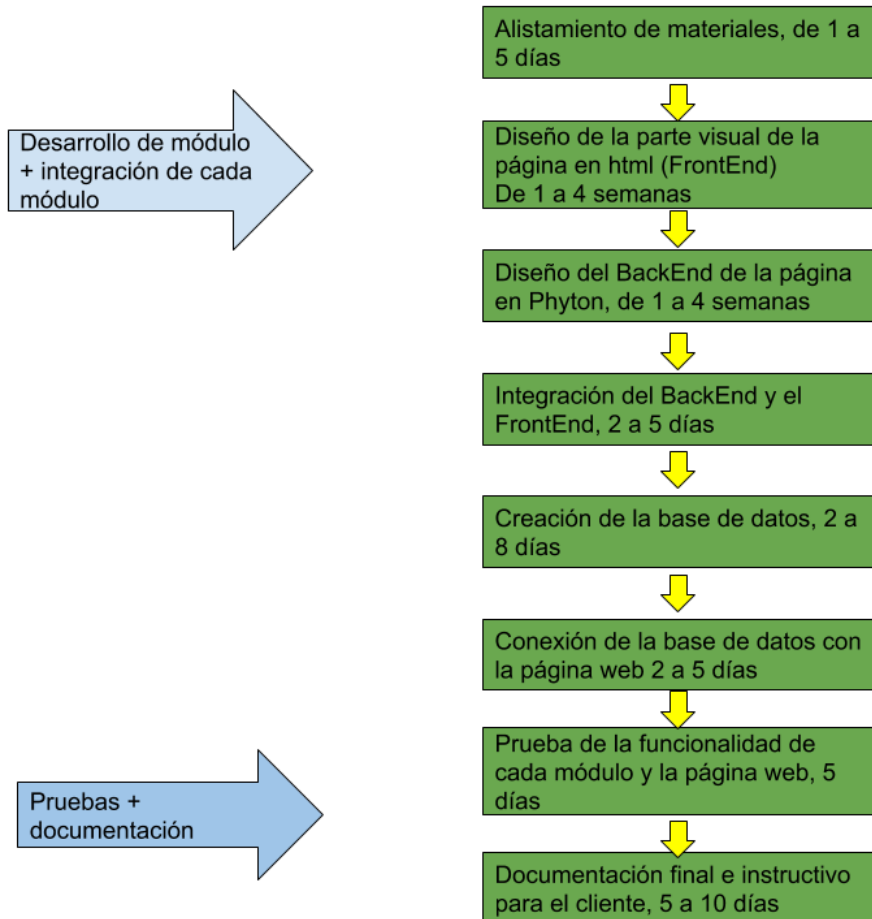 Alistamiento de materiales, de 1 a
5 días
Desarrollo de módulo
+ integración de cada
módulo
Diseño de la parte visual de la
página en html (FrontEnd)
De 1 a 4 semanas
Diseño del BackEnd de la página
en Phyton, de 1 a 4 semanas
Integración del BackEnd y el
FrontEnd, 2 a 5 días
Creación de la base de datos, 2 a
8 días
Conexión de la base de datos con
la página web 2 a 5 días
Prueba de la funcionalidad de
cada módulo y la página web, 5
días
Pruebas +
documentación
Documentación final e instructivo
para el cliente, 5 a 10 días